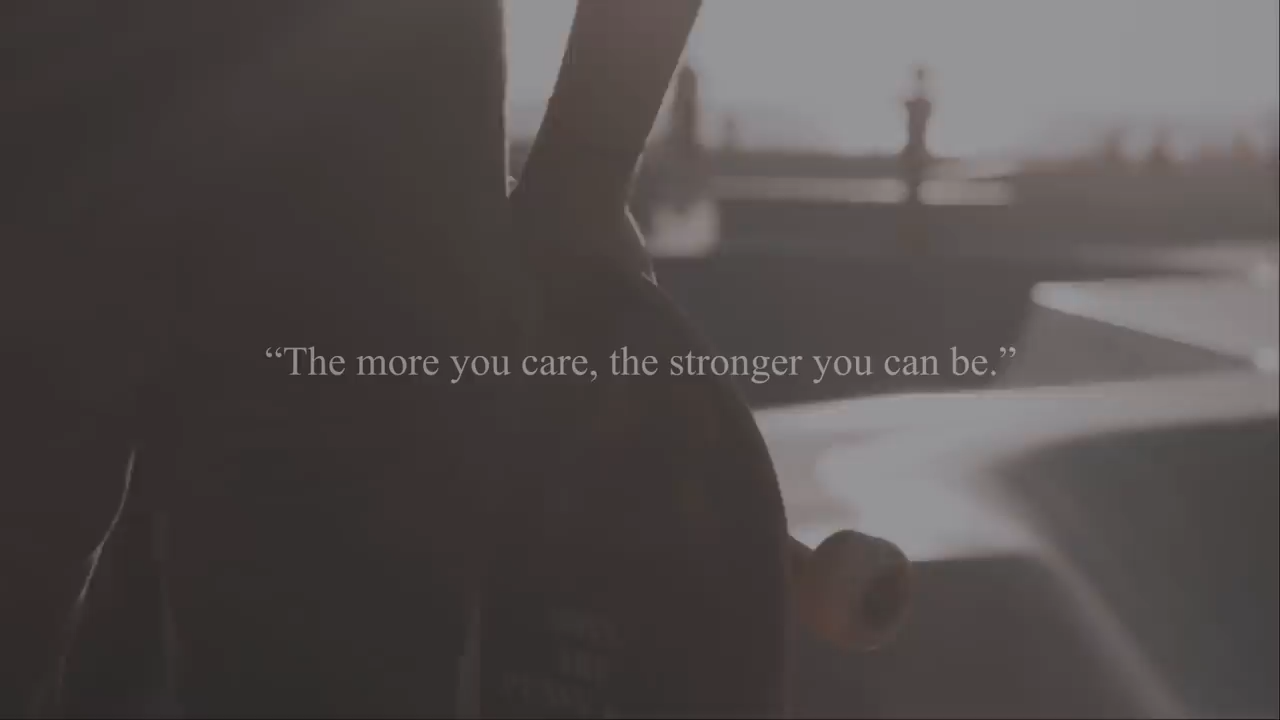 “The more you care, the stronger you can be.”